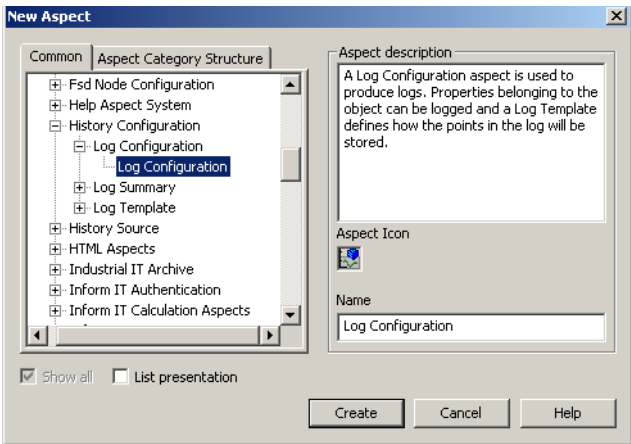 New Aspect
Common
Aspect Category Structure
Fsd Node Configuration
Help Aspect System
History Configuration
Log Configuration
Log Configuration
Log Summary
Log Template
History Source
HTML Aspects
Industrial IT Archive
Inform IT Authentication
Inform IT Calculation Aspects
Show all
List presentation
Aspect description
A Log Configuration aspect is used to
produce logs. Properties belonging to the
object can be logged and a Log Template
defines how the points in the log will be
stored.
Aspect Icon
Name
Log Configuration
Create
Cancel
Help